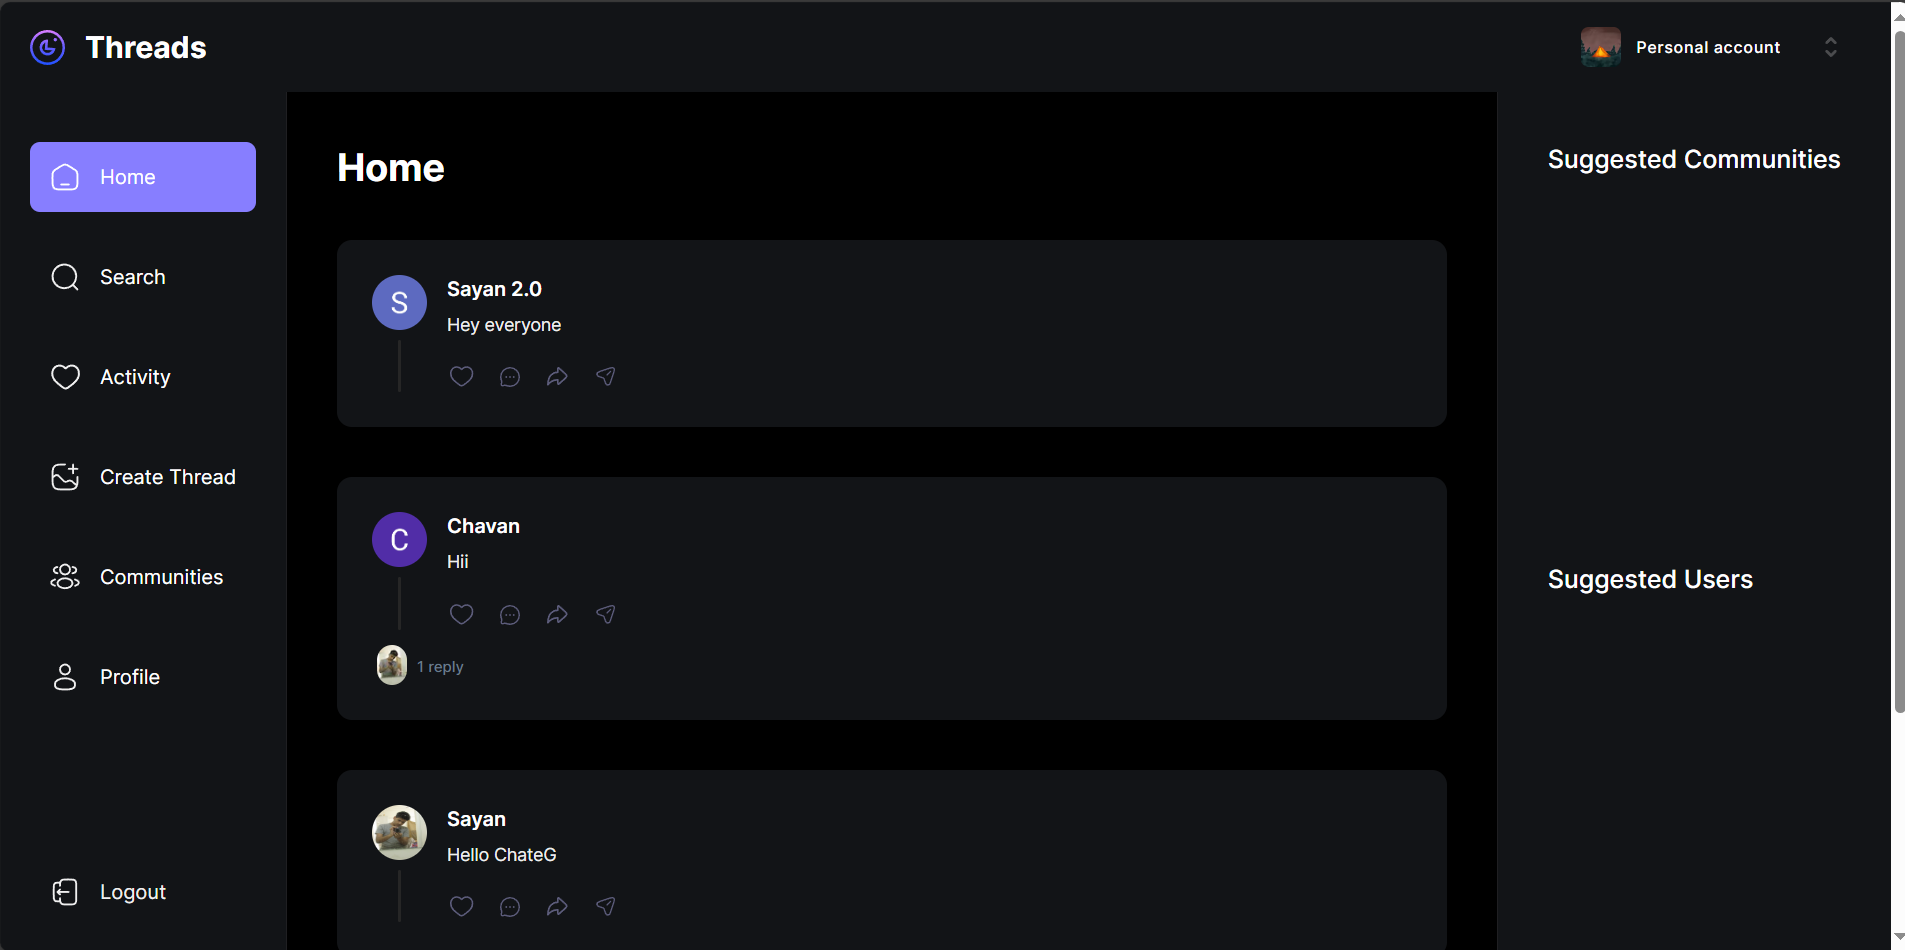 Threads
Personal account
Home
Search
Activity
Create Thread
Communities
Profile
Logout
Home
S
Sayan 2.0
Hey everyone
C
Chavan
Hii
1 reply
Sayan
Hello ChateG
Suggested Communities
Suggested Users